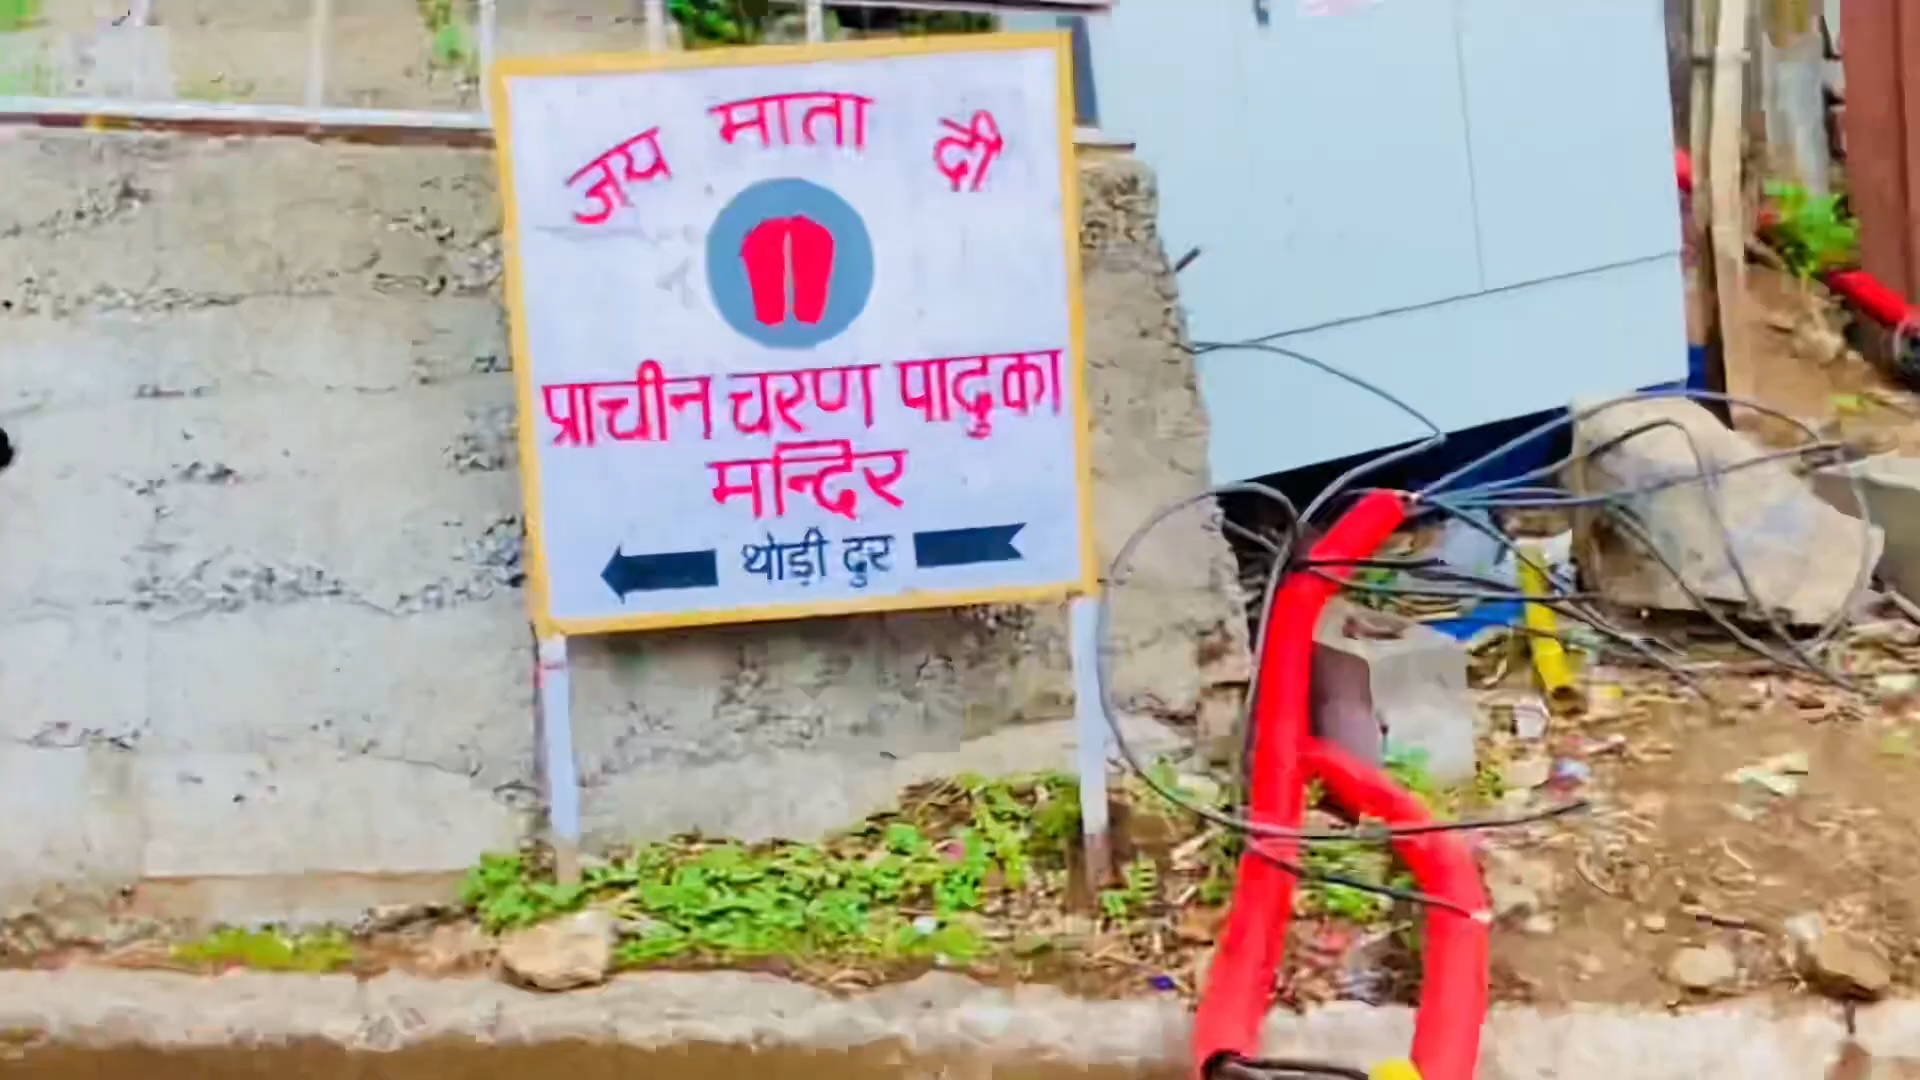 जय माता दी
प्राचीन चरण पादुका
मन्दिर
थोड़ी दुर